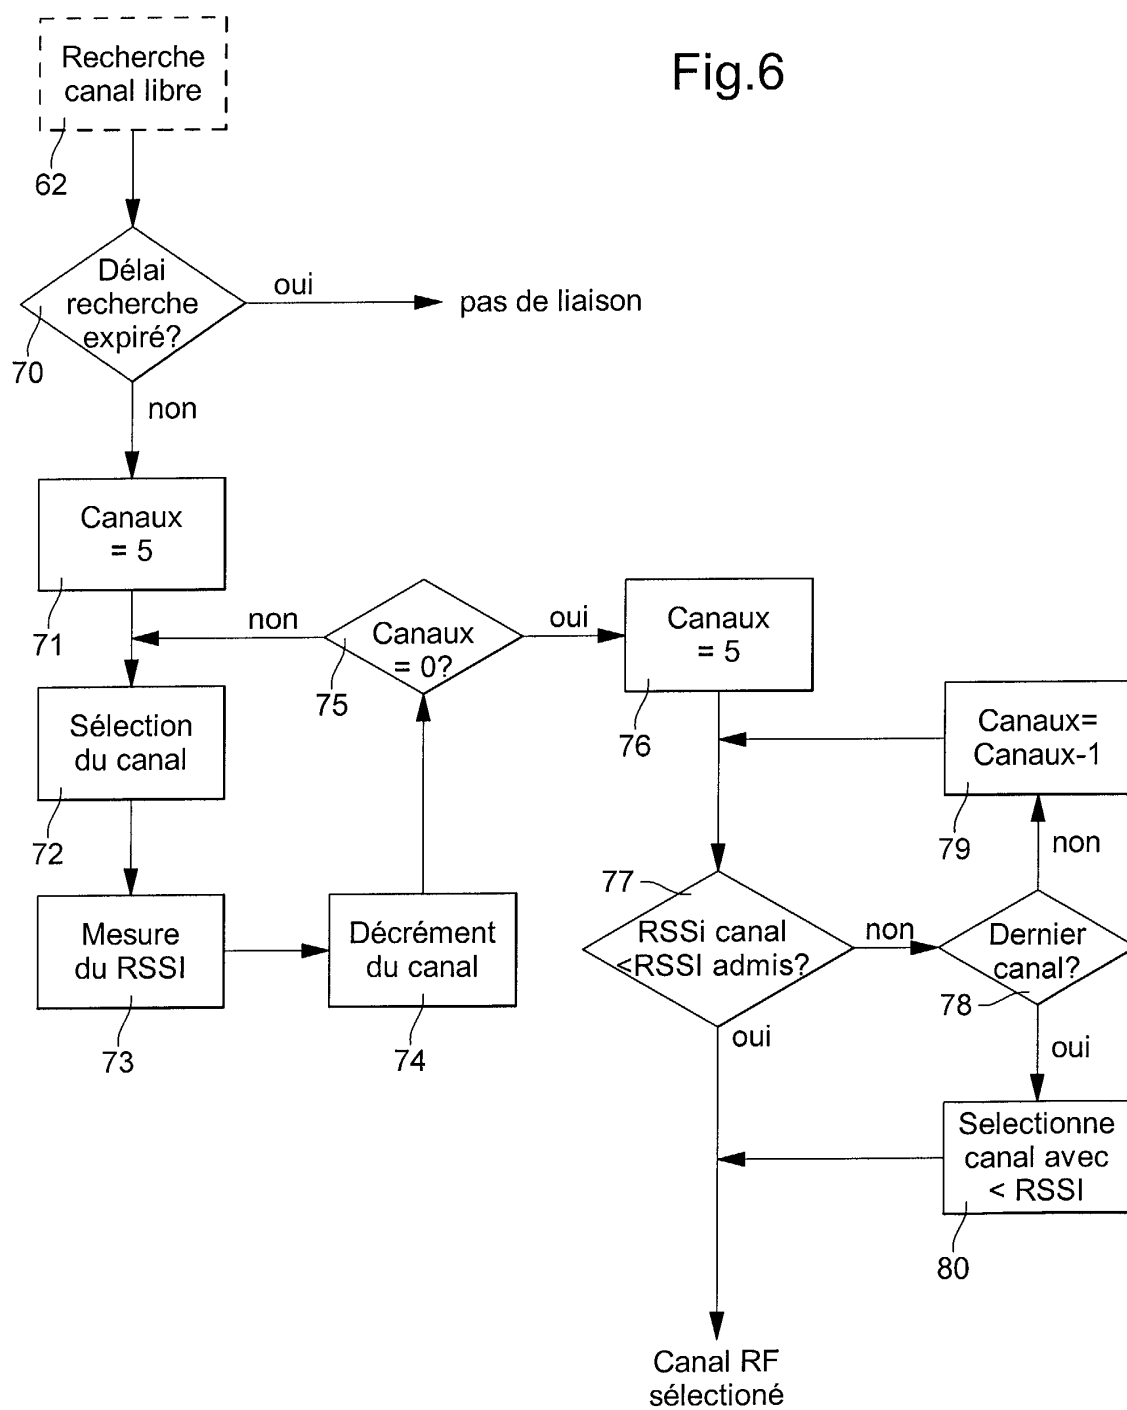 Fig.6
Recherche
canal libre
62
Délai
recherche
expiré?
70
oui
pas de liaison
non
Canaux
= 5
71
non
Canaux
= 0?
75
oui
Canaux
= 5
76
Sélection
du canal
72
Canaux=
Canaux-1
79
non
Mesure
du RSSI
73
Décrément
du canal
74
77
RSSi canal
<RSSI admis?
non
Dernier
canal?
78
oui
oui
Selectionne
canal avec
< RSSI
80
Canal RF
sélectioné